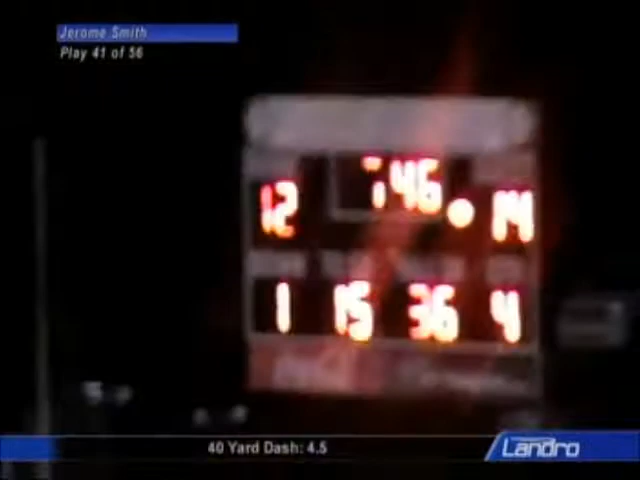 Jerome Smith
Play 41 of 56
12 7:46 14
1 15 36 4
40 Yard Dash: 4.5 Landro